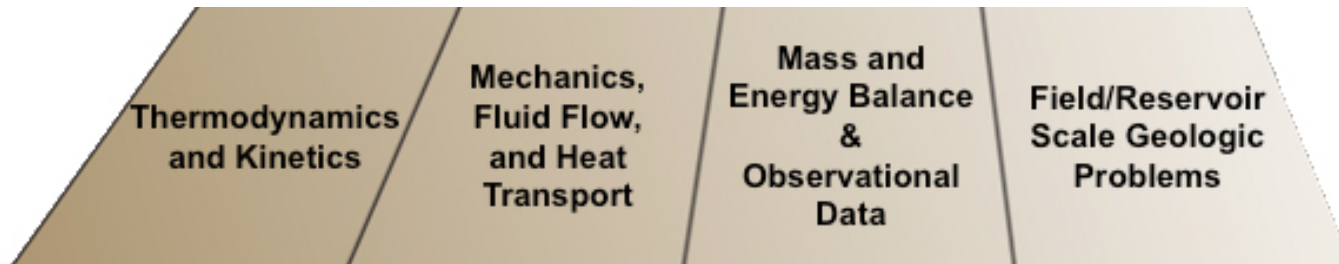 Thermodynamics
and Kinetics
Mechanics,
Fluid Flow,
and Heat
Transport
Mass and
Energy Balance
&
Observational
Data
Field/Reservoir
Scale Geologic
Problems